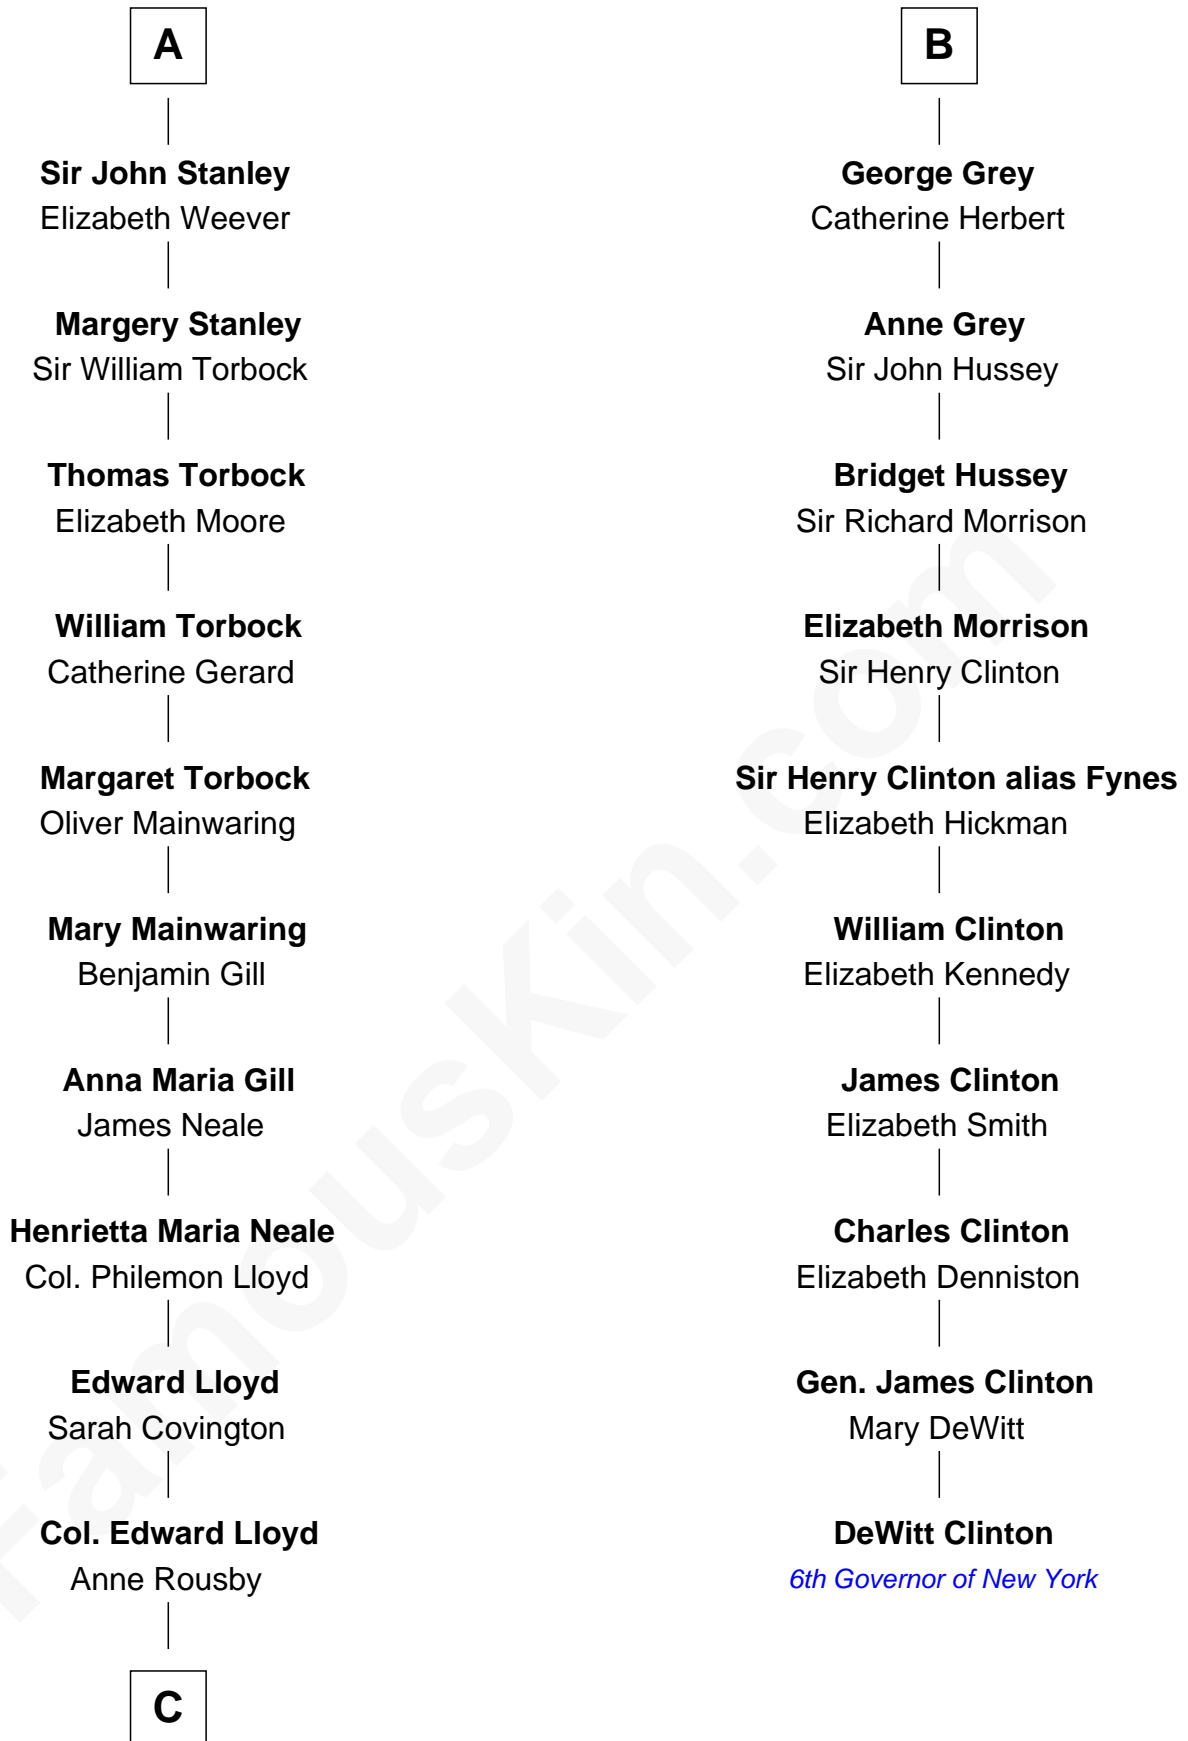 A
Sir John Stanley
Elizabeth Weever
Margery Stanley
Sir William Torbock
Thomas Torbock
Elizabeth Moore
William Torbock
Catherine Gerard
Margaret Torbock
Oliver Mainwaring
Mary Mainwaring
Benjamin Gill
Anna Maria Gill
James Neale
Henrietta Maria Neale
Col. Philemon Lloyd
Edward Lloyd
Sarah Covington
Col. Edward Lloyd
Anne Rousby
C
B
George Grey
Catherine Herbert
Anne Grey
Sir John Hussey
Bridget Hussey
Sir Richard Morrison
Elizabeth Morrison
Sir Henry Clinton
Sir Henry Clinton alias Fynes
Elizabeth Hickman
William Clinton
Elizabeth Kennedy
James Clinton
Elizabeth Smith
Charles Clinton
Elizabeth Denniston
Gen. James Clinton
Mary DeWitt
DeWitt Clinton
6th Governor of New York
FamousKin.com